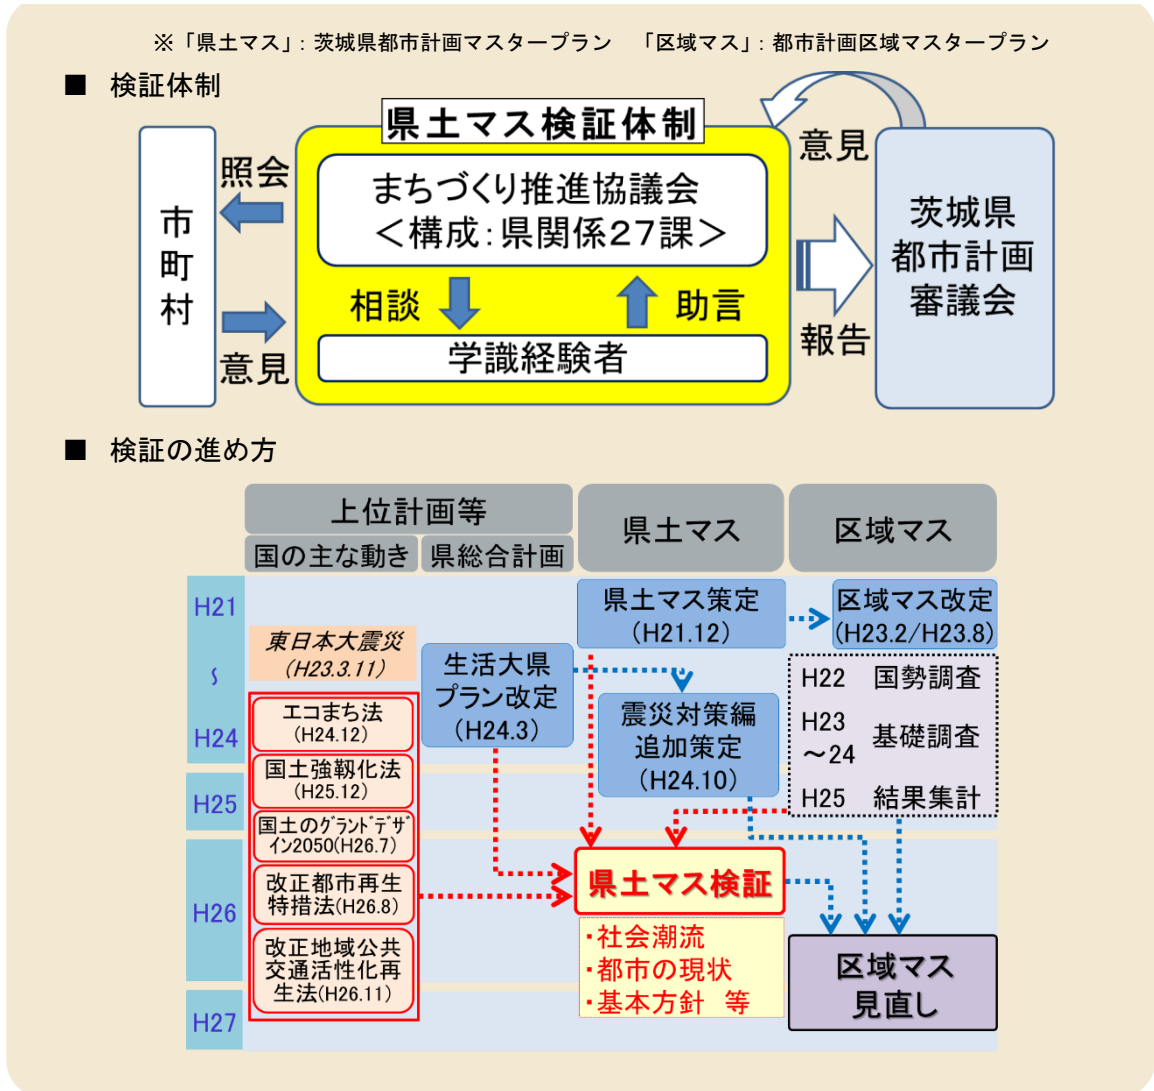 ※「県土マス」：茨城県都市計画マスタープラン　「区域マス」：都市計画区域マスタープラン
■　検証体制
県土マス検証体制
市
町
村
照会
意見
まちづくり推進協議会
＜構成：県関係２７課＞
相談
助言
学識経験者
意見
報告
茨城県
都市計画
審議会
■　検証の進め方
上位計画等
国の主な動き
県総合計画
県土マス
区域マス
H21
～
H24
H25
H26
H27
東日本大震災
(H23.3.11)
エコまち法
(H24.12)
国土強靱化法
(H25.12)
国土のｸﾞﾗﾝﾄﾞﾃﾞｻﾞ
ｲﾝ2050(H26.7)
改正都市再生
特措法(H26.8)
改正地域公共
交通活性化再
生法(H26.11)
生活大県
プラン改定
(H24.3)
県土マス策定
(H21.12)
震災対策編
追加策定
(H24.10)
県土マス検証
・社会潮流
・都市の現状
・基本方針　等
区域マス改定
(H23.2/H23.8)
H22　国勢調査
H23
～24　基礎調査
H25　結果集計
区域マス
見直し